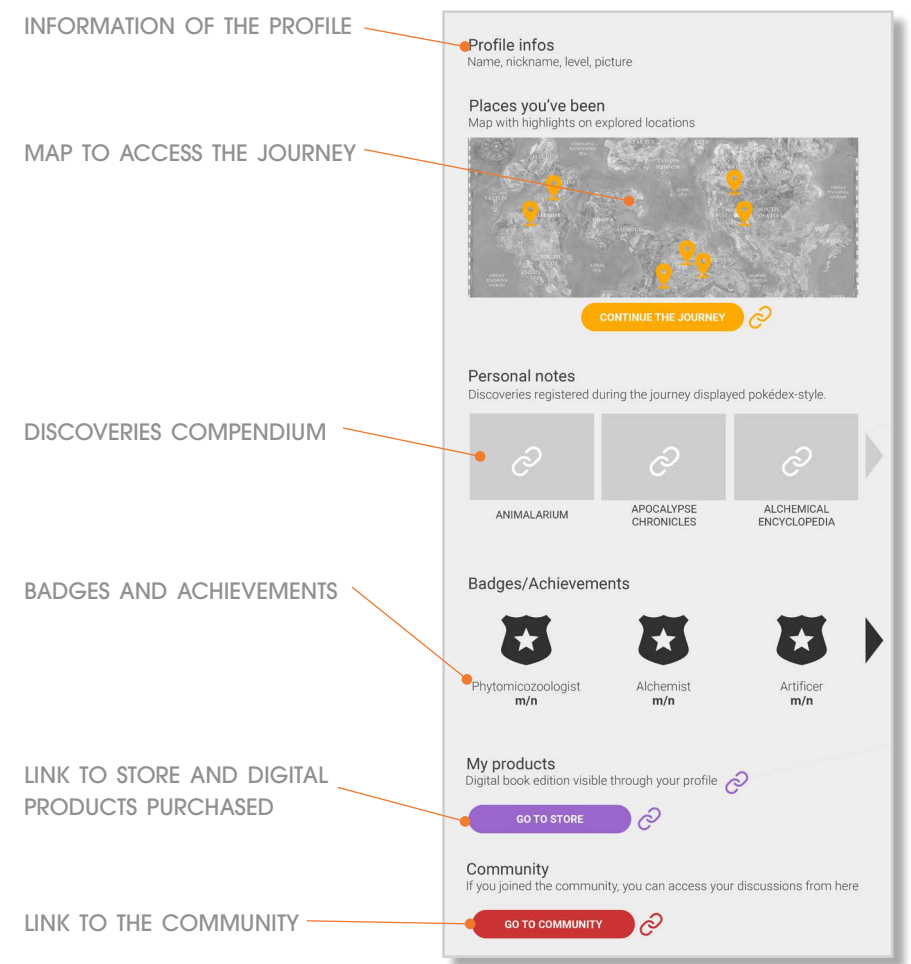 INFORMATION OF THE PROFILE
Profile infos
Name, nickname, level, picture
Places you've been
Map with highlights on explored locations
MAP TO ACCESS THE JOURNEY
CONTINUE THE JOURNEY
Personal notes
Discoveries registered during the journey displayed pokédex-style.
DISCOVERIES COMPENDIUM
ANIMALARIUM
APOCALYPSE
CHRONICLES
ALCHEMICAL
ENCYCLOPEDIA
BADGES AND ACHIEVEMENTS
Badges/Achievements
Phytomicozoologist
m/n
Alchemist
m/n
Artificer
m/n
LINK TO STORE AND DIGITAL
PRODUCTS PURCHASED
My products
Digital book edition visible through your profile
GO TO STORE
Community
If you joined the community, you can access your discussions from here
LINK TO THE COMMUNITY
GO TO COMMUNITY